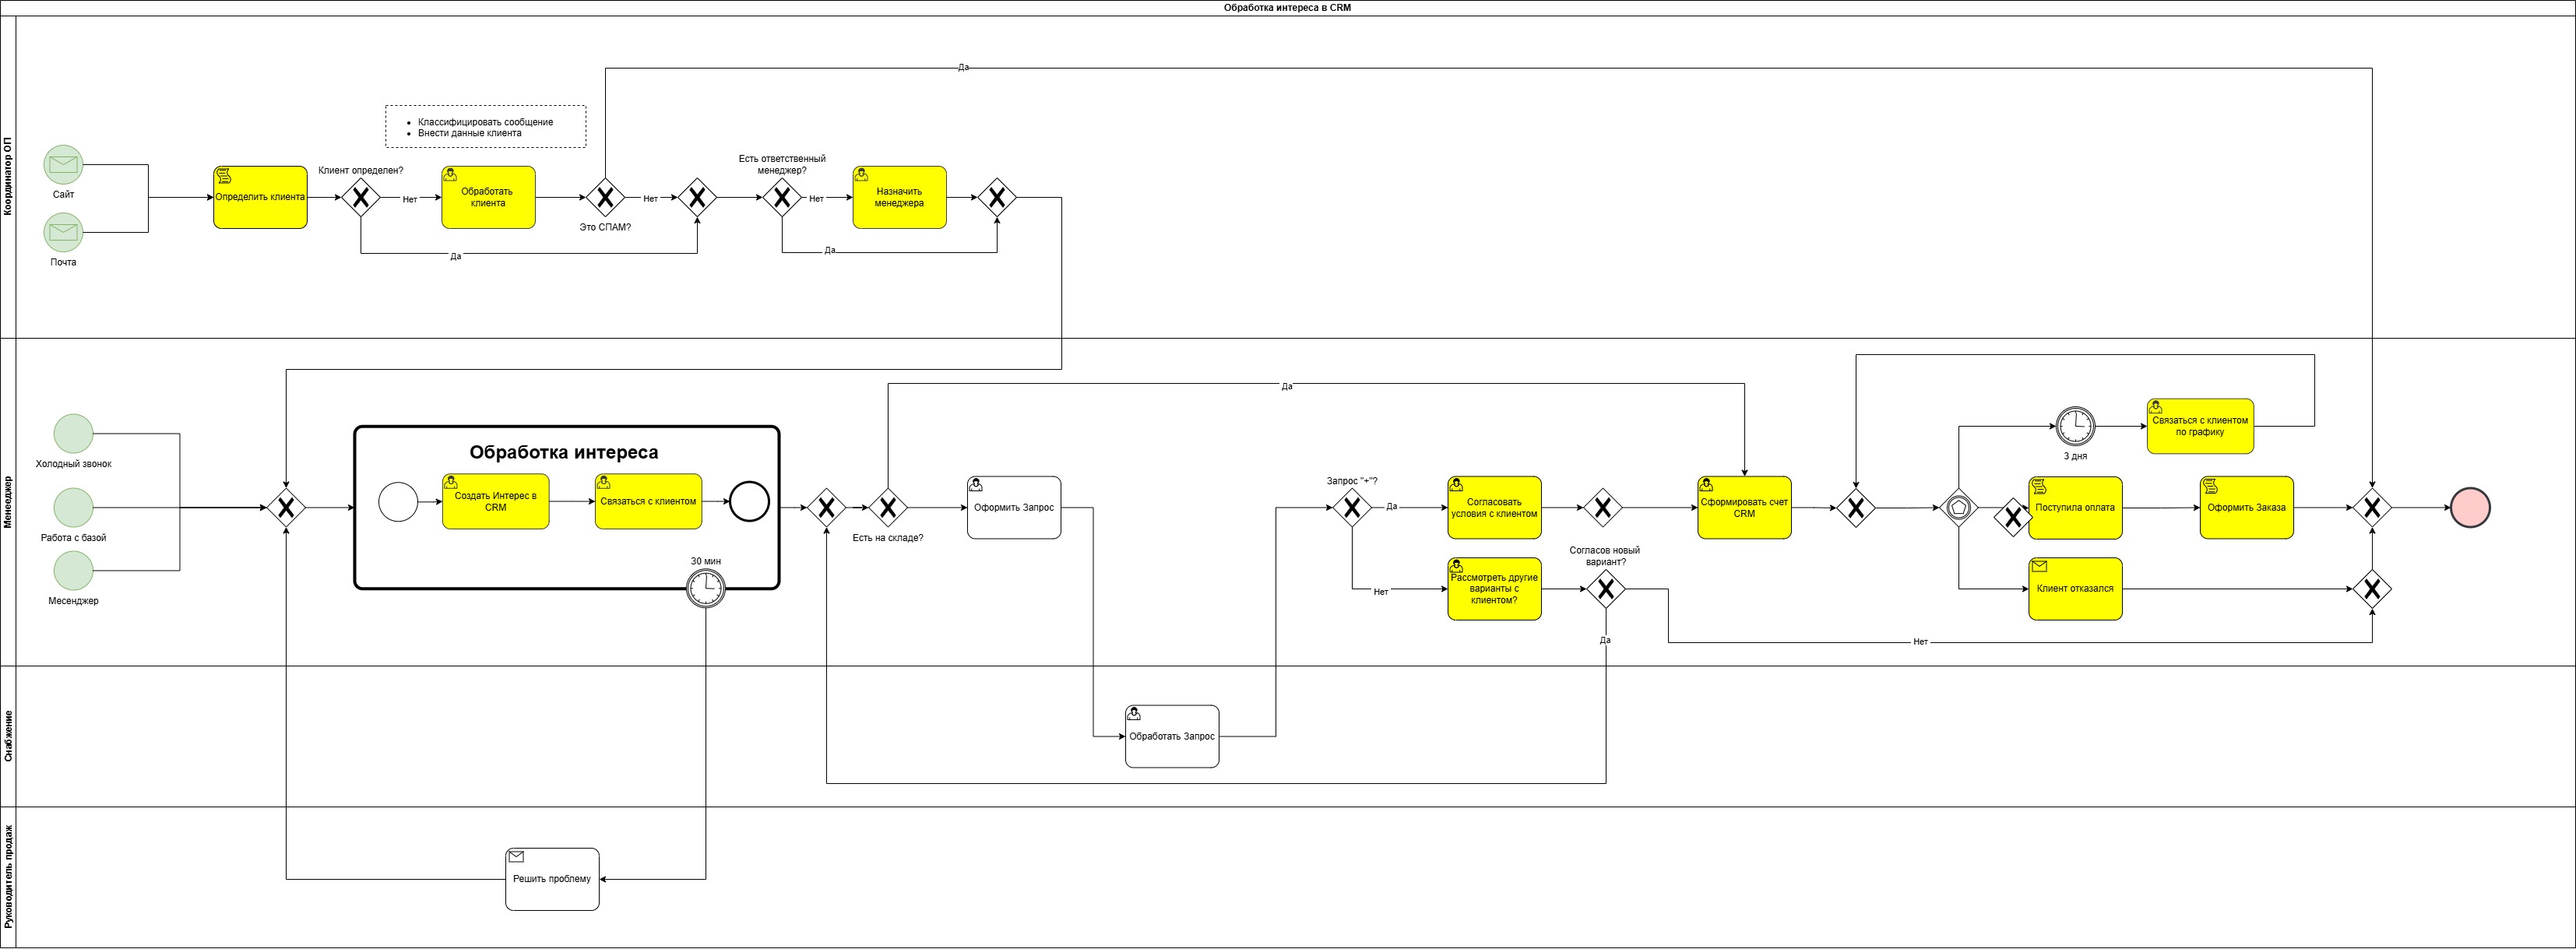 Обработка интереса в CRM
Координатор ОП
Да
Классифицировать сообщение
Внести данные клиента
Сайт
Почта
Определить клиента
Клиент определен?
Нет
Да
Обработать
клиента
Это СПАМ?
Нет
Есть ответственный
менеджер?
Нет
Да
Назначить
менеджера
Менеджер
Холодный звонок
Работа с базой
Месенджер
Обработка интереса
Создать Интерес в
CRM
Связаться с клиентом
30 мин
Есть на складе?
Да
Оформить Запрос
Запрос "+"?
Да
Нет
Согласовать
условия с клиентом
Рассмотреть другие
варианты с
клиентом?
Согласов новый
вариант?
Да
Нет
Сформировать счет
CRM
3 дня
Связаться с клиентом
по графику
Поступила оплата
Оформить Заказа
Клиент отказался
Снабжение
Обработать Запрос
Руководитель продаж
Решить проблему